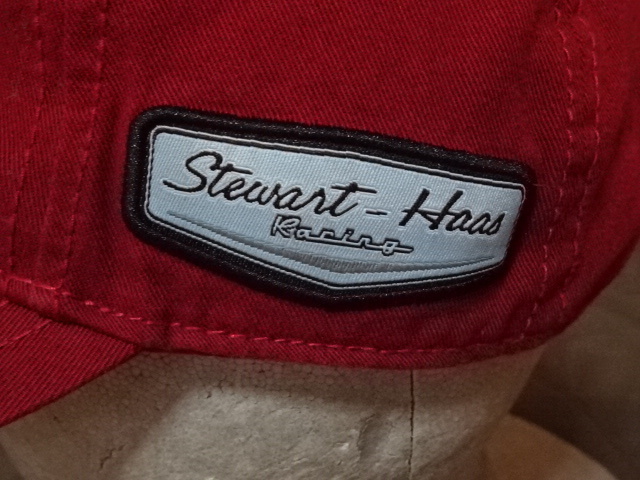 Stewart - Haas
Racing